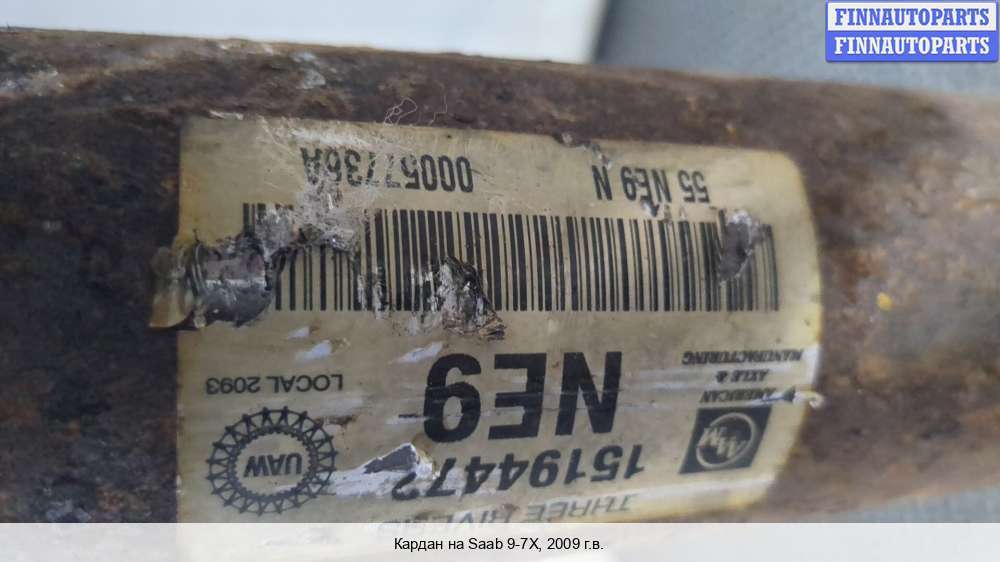 FINNAUTOPARTS
FINNAUTOPARTS
55 NE9 N 00057736A
AMERICAN
AXLE &
MANUFACTURING
NE9
LOCAL 2093
15194472
UAW
THREE RIVERS
Кардан на Saab 9-7X, 2009 г.в.